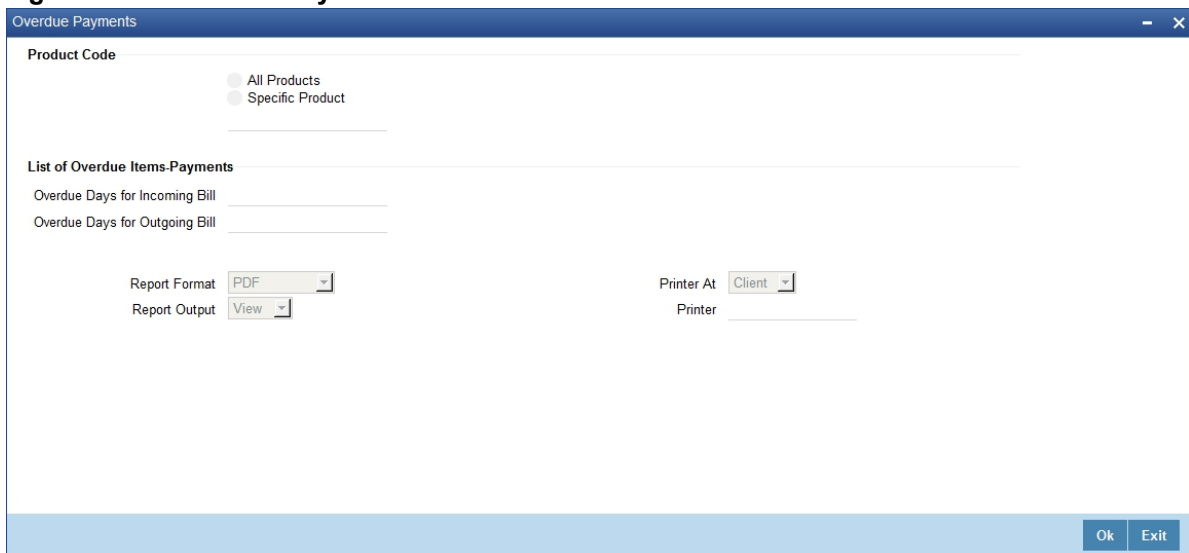 Overdue Payments
Product Code
All Products
Specific Product
List of Overdue Items-Payments
Overdue Days for Incoming Bill
Overdue Days for Outgoing Bill
Report Format PDF Printer At Client
Report Output View Printer
Ok Exit